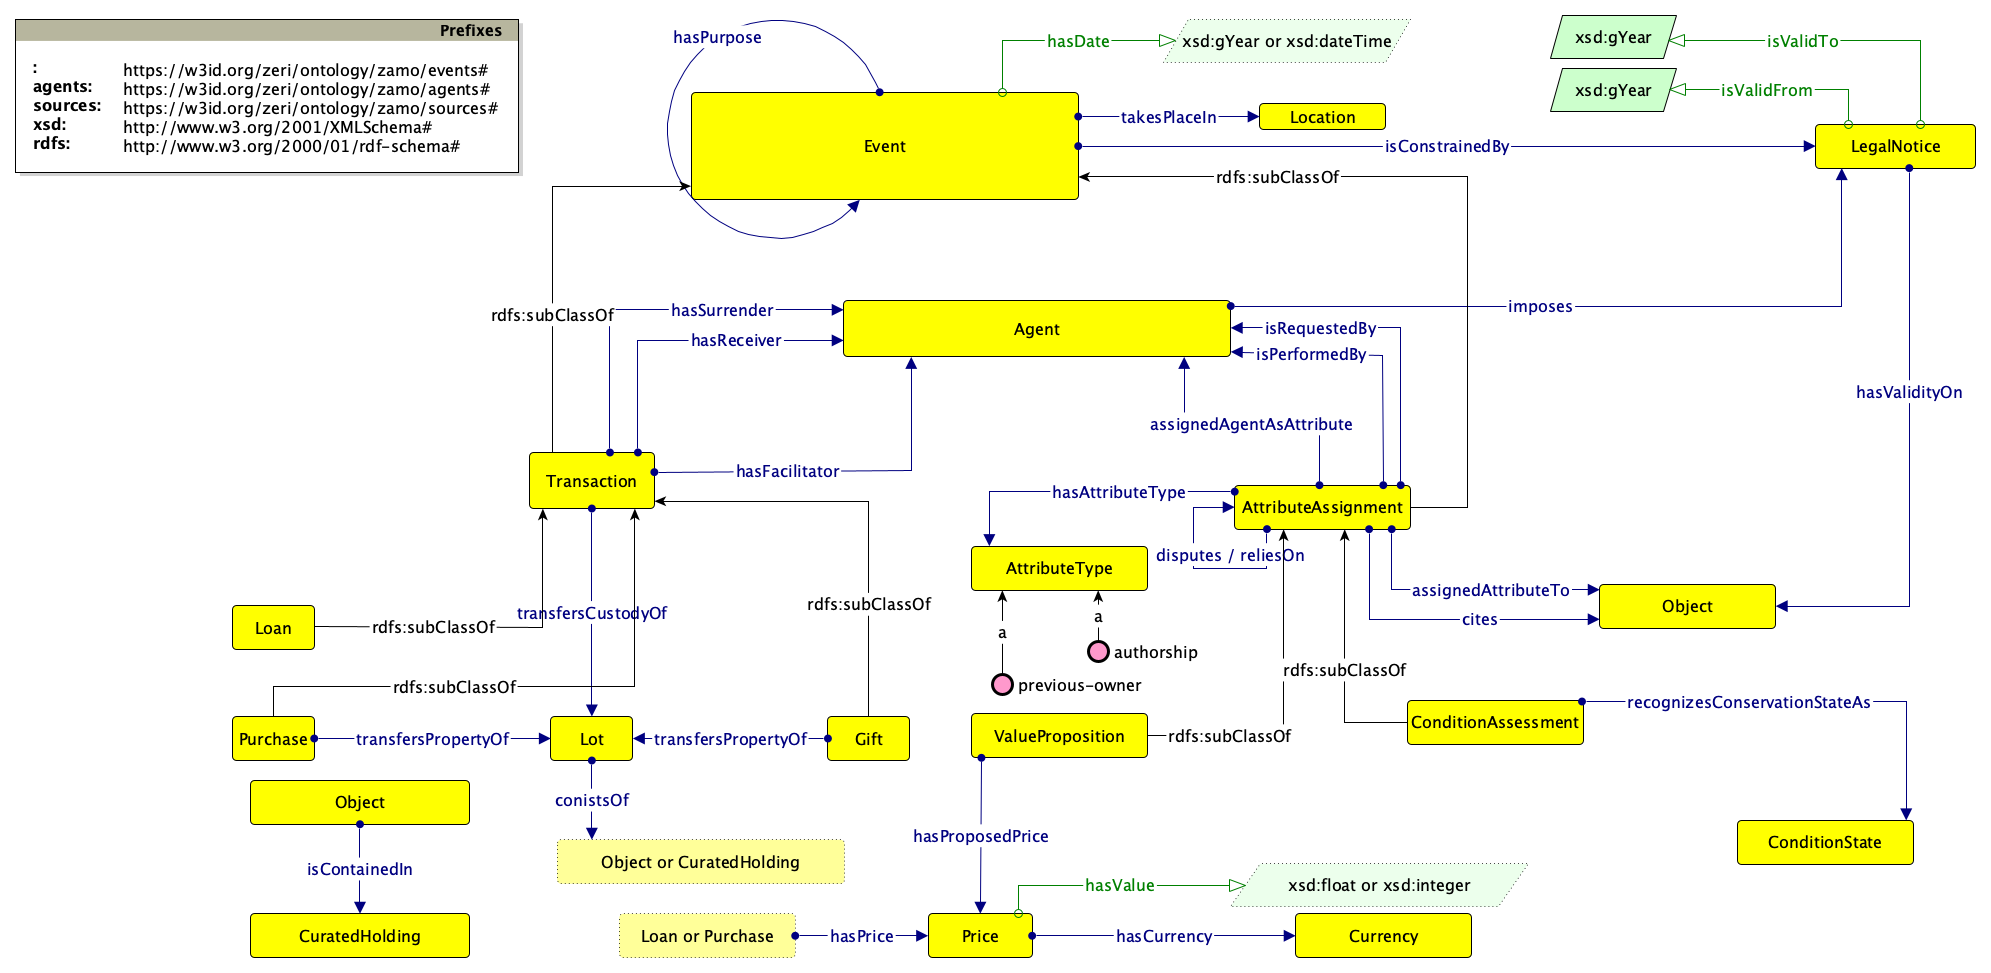 Prefixes
: https://w3id.org/zeri/ontology/zamo/events#
agents: https://w3id.org/zeri/ontology/zamo/agents#
sources: https://w3id.org/zeri/ontology/zamo/sources#
xsd: http://www.w3.org/2001/XMLSchema#
rdfs: http://www.w3.org/2000/01/rdf-schema#
hasPurpose
hasDate
xsd:gYear or xsd:dateTime
xsd:gYear
isValidTo
xsd:gYear
isValidFrom
Event
takesPlaceIn
Location
isConstrainedBy
LegalNotice
rdfs:subClassOf
rdfs:subClassOf
hasSurrender
hasReceiver
Agent
imposes
isRequestedBy
isPerformedBy
hasValidityOn
assignedAgentAsAttribute
Transaction
hasFacilitator
hasAttributeType
AttributeAssignment
disputes / reliesOn
AttributeType
assignedAttributeTo
cites
Object
a
a
authorship
previous-owner
Loan
rdfs:subClassOf
transfersCustodyOf
rdfs:subClassOf
rdfs:subClassOf
rdfs:subClassOf
Purchase
transfersPropertyOf
Lot
transfersPropertyOf
Gift
ValueProposition
rdfs:subClassOf
ConditionAssessment
recognizesConservationStateAs
Object
conistsOf
hasProposedPrice
ConditionState
isContainedIn
Object or CuratedHolding
hasValue
xsd:float or xsd:integer
CuratedHolding
Loan or Purchase
hasPrice
Price
hasCurrency
Currency